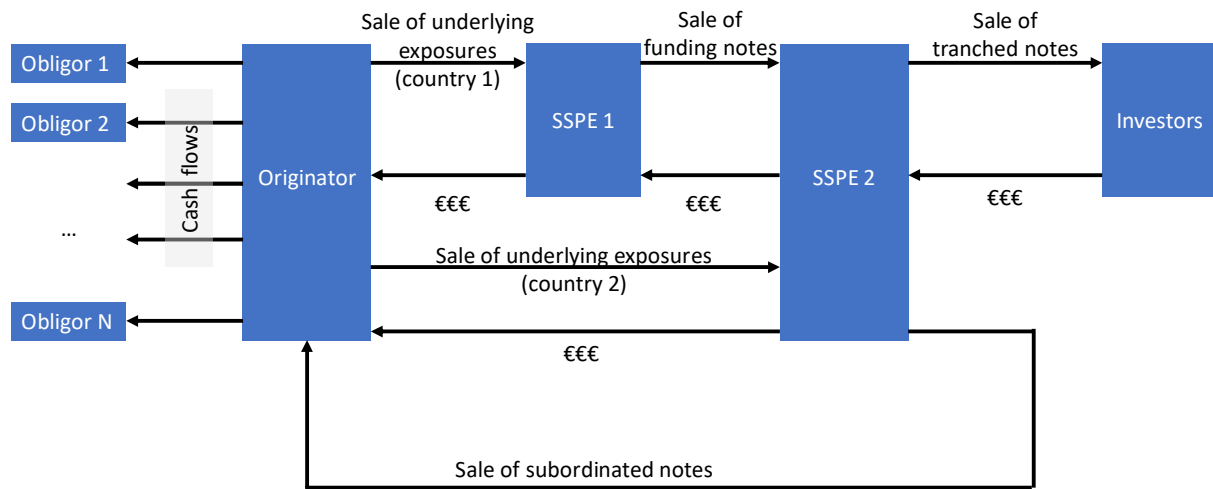 Sale of underlying
exposures
(country 1)
Sale of
funding notes
Sale of
tranched notes
Obligor 1
Obligor 2
...
Obligor N
Cash flows
Originator
SSPE 1
SSPE 2
Investors
€€€
€€€
€€€
Sale of underlying exposures
(country 2)
€€€
Sale of subordinated notes